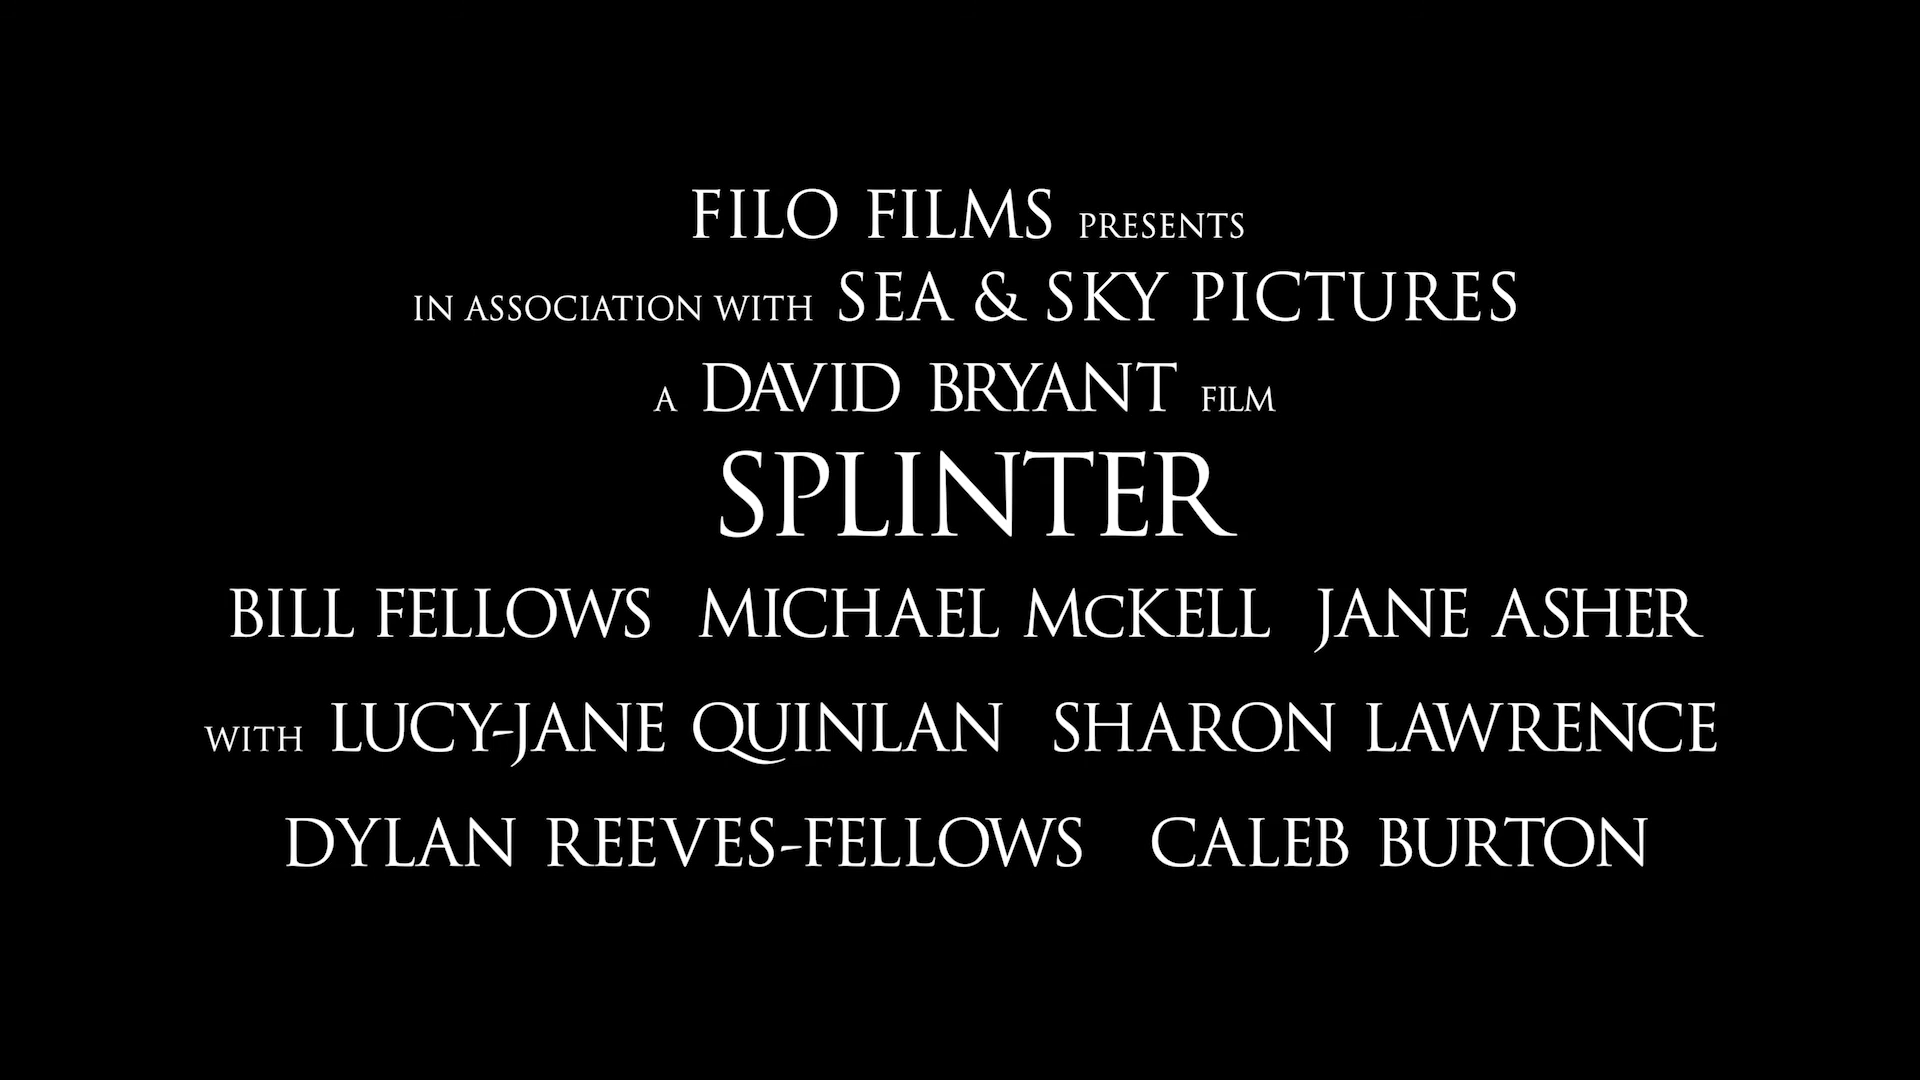 FILO FILMS PRESENTS
IN ASSOCIATION WITH SEA & SKY PICTURES
A DAVID BRYANT FILM
SPLINTER
BILL FELLOWS MICHAEL McKELL JANE ASHER
WITH LUCY-JANE QUINLAN SHARON LAWRENCE
DYLAN REEVES-FELLOWS CALEB BURTON